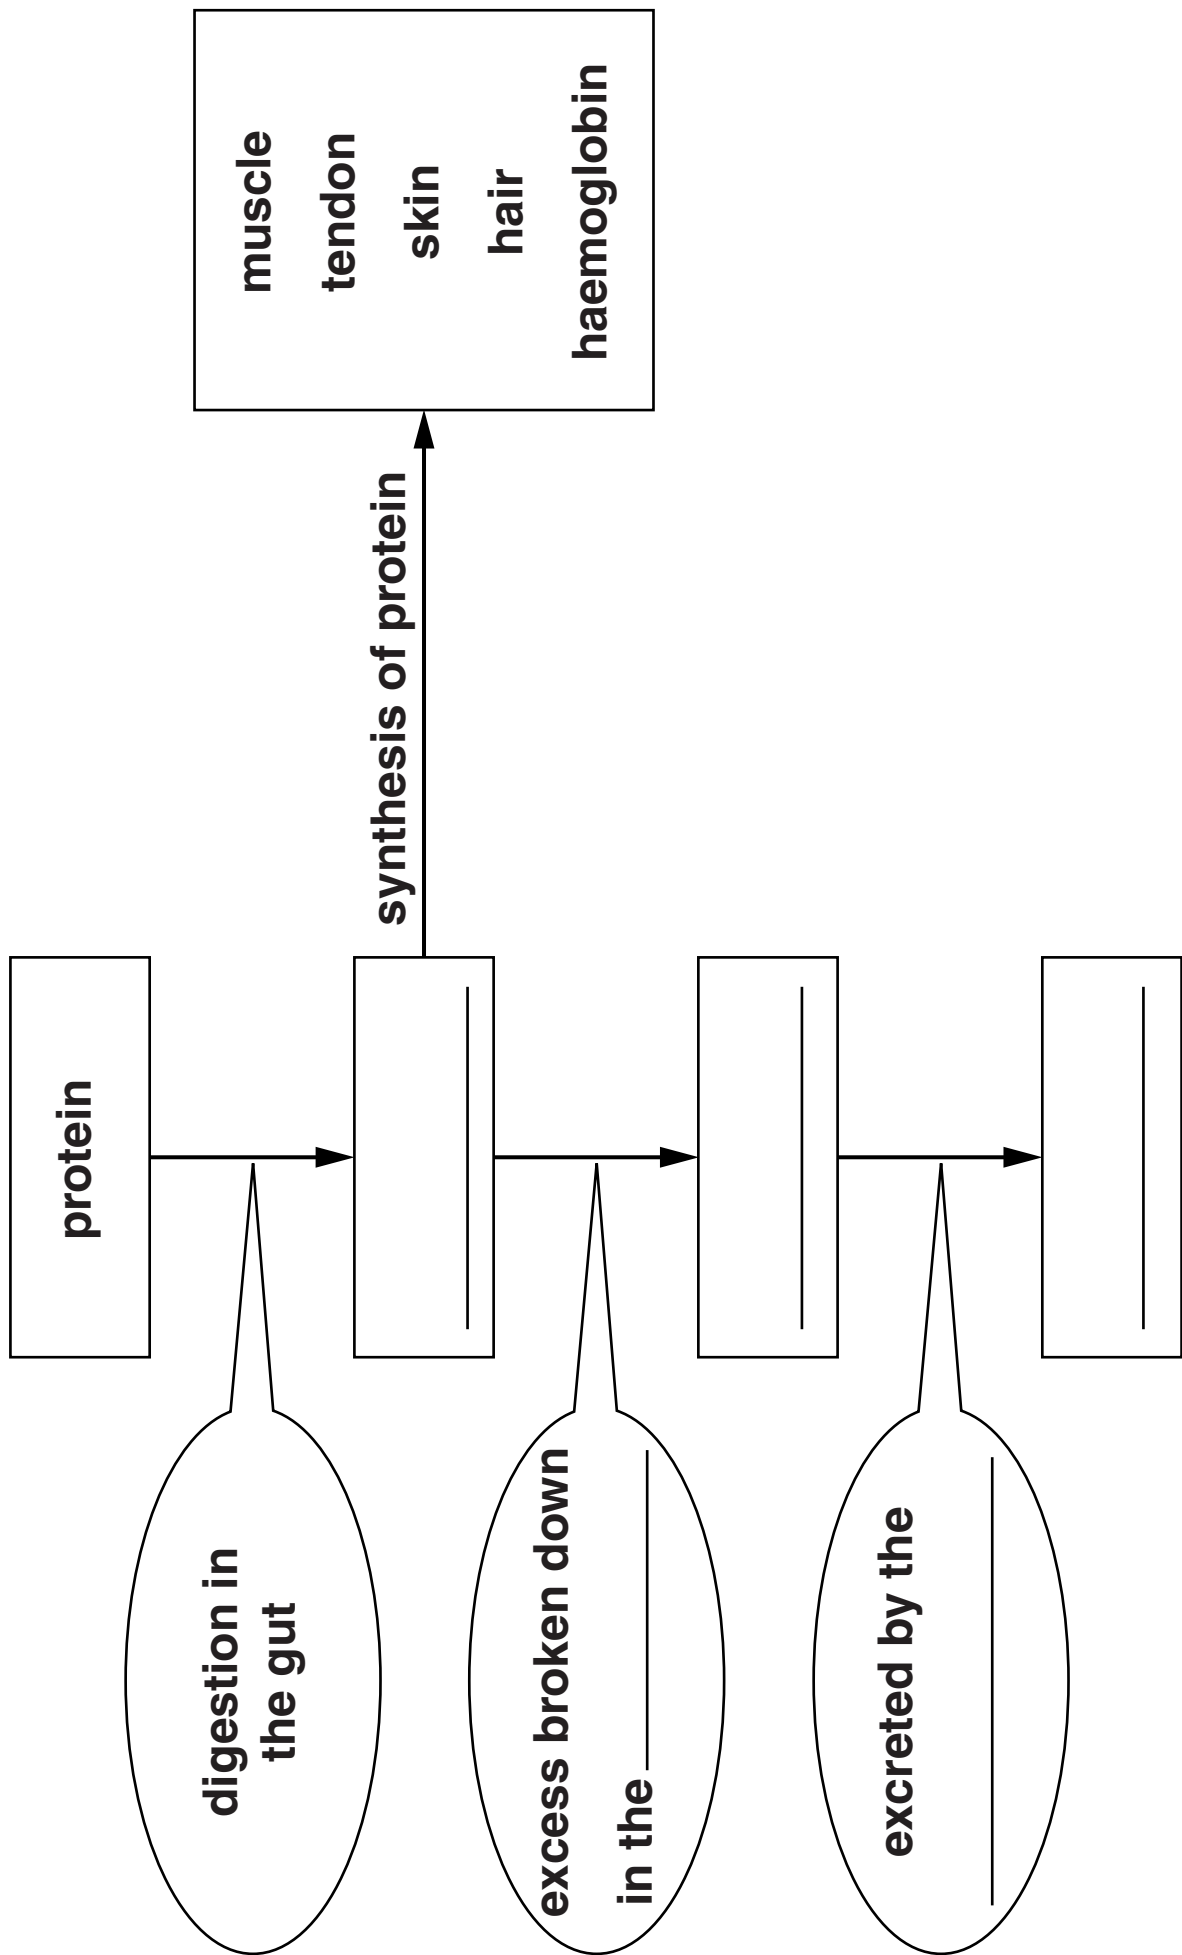 protein
digestion in
the gut
synthesis of protein
muscle
tendon
skin
hair
haemoglobin
excess broken down
in the
excreted by the